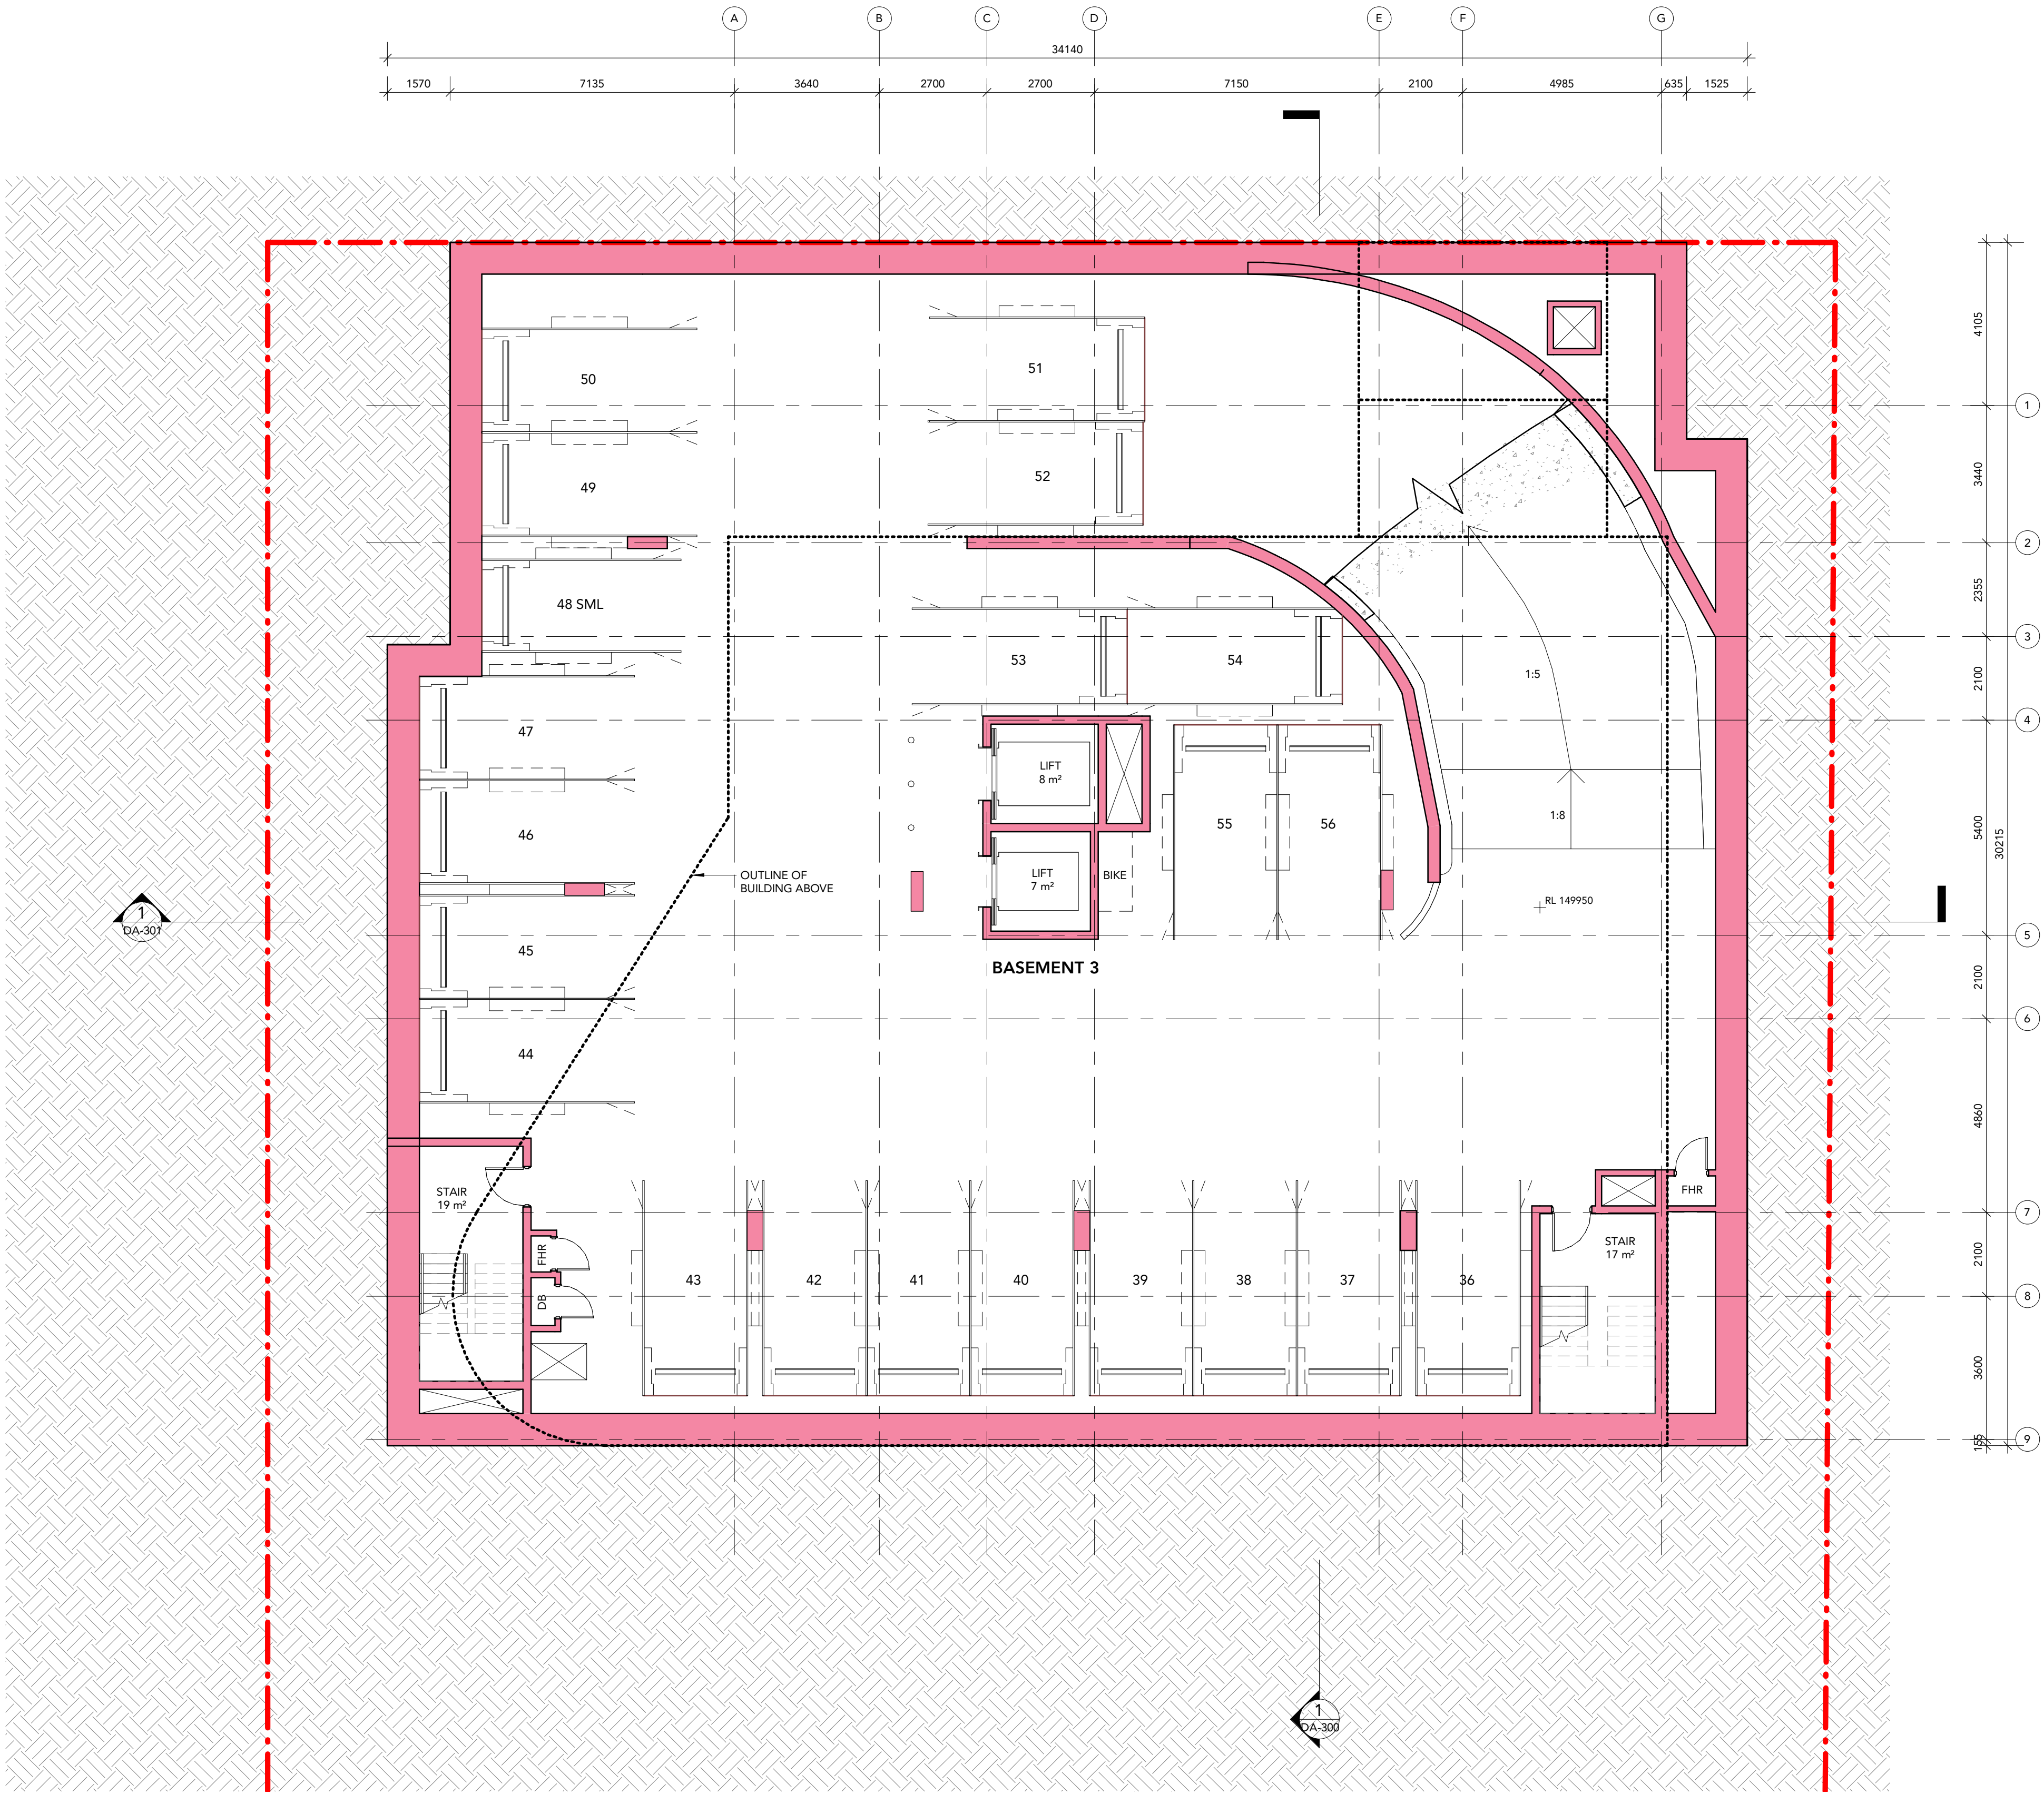 A
B
C
D
E
F
G
34140
1570
7135
3640
2700
2700
7150
2100
4985
635
1525
4105
50
51
1
49
52
3440
2
48 SML
2355
3
53
54
1:5
2100
47
4
LIFT
8 m²
46
55
56
1:8
5400
30215
OUTLINE OF
BUILDING ABOVE
LIFT
7 m²
BIKE
RL 149950
1
DA-301
5
45
BASEMENT 3
2100
6
44
4860
STAIR
19 m²
FHR
7
FHR
STAIR
17 m²
2100
43
42
41
40
39
38
37
36
DB
8
3600
155
9
1
DA-300